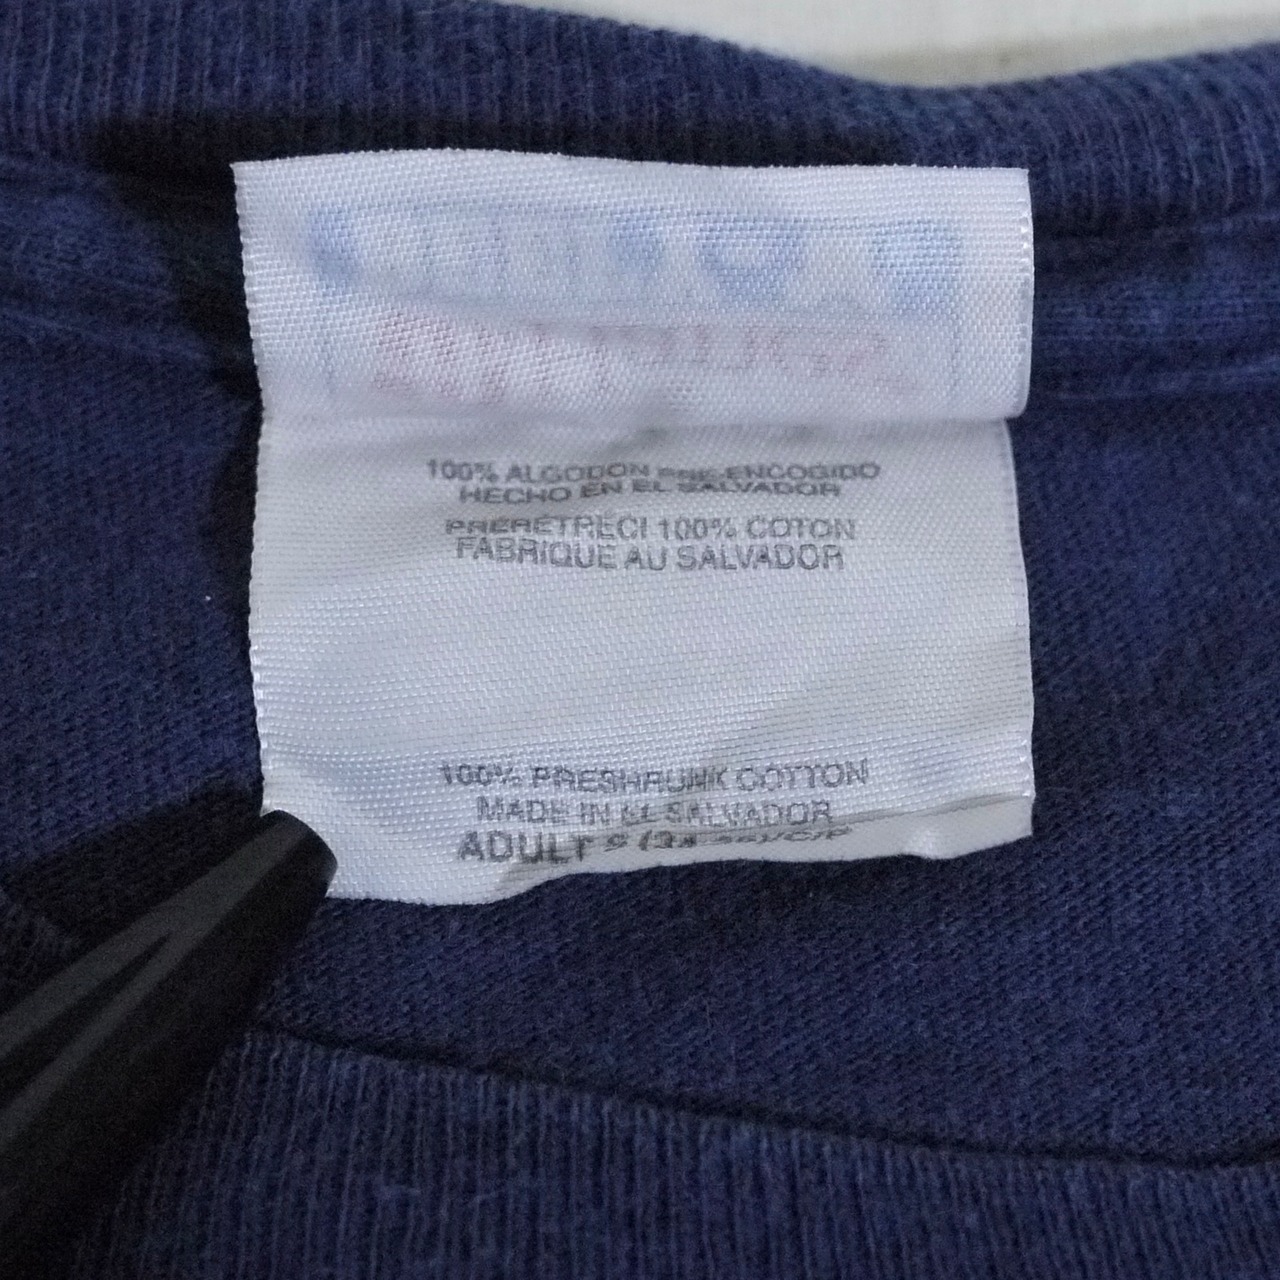 100% ALGODON PRE-ENCOGIDO
HECHO EN EL SALVADOR
PRERÉTRÉCI 100% COTON
FABRIQUE AU SALVADOR
100% PRESHRUNK COTTON
MADE IN EL SALVADOR
ADULT S